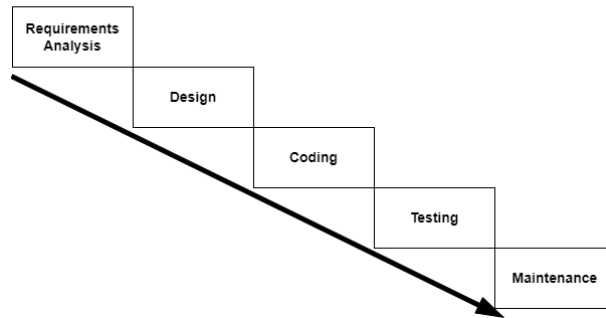 Requirements
Analysis
Design
Coding
Testing
Maintenance